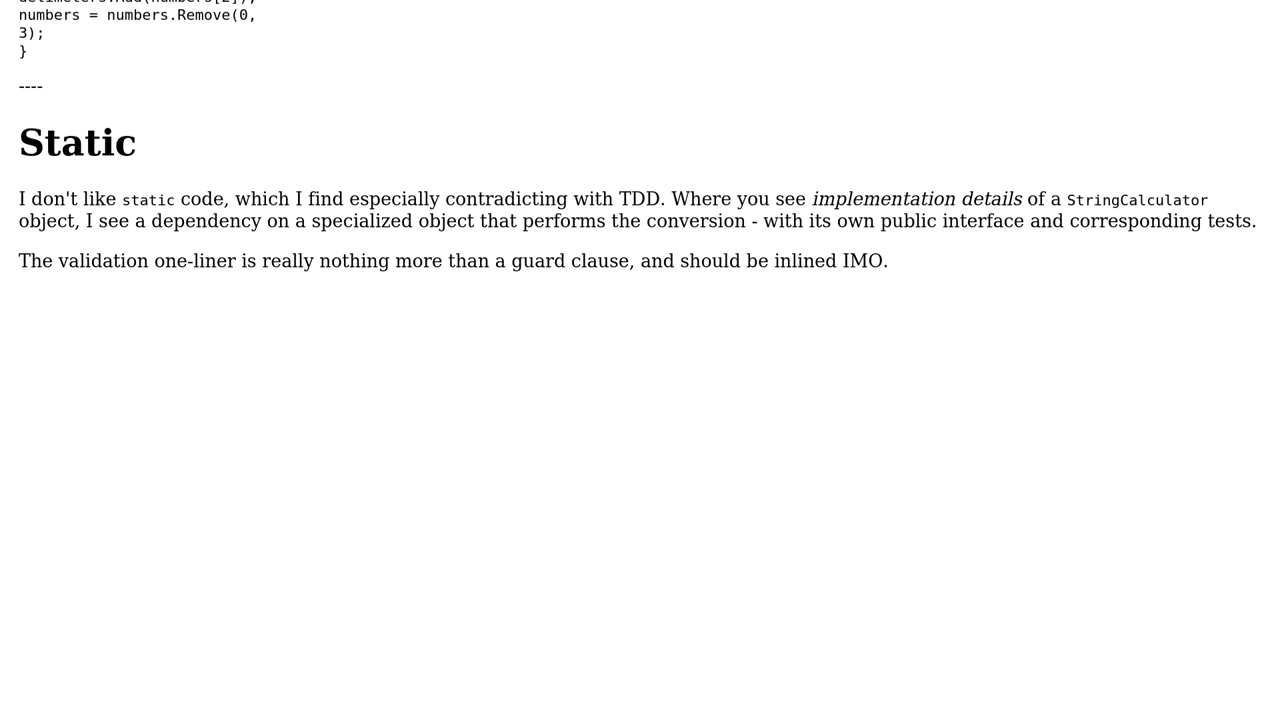 numbers = numbers.Remove(0,
3);
}
----
Static
I don't like static code, which I find especially contradicting with TDD. Where you see implementation details of a StringCalculator
object, I see a dependency on a specialized object that performs the conversion - with its own public interface and corresponding tests.
The validation one-liner is really nothing more than a guard clause, and should be inlined IMO.